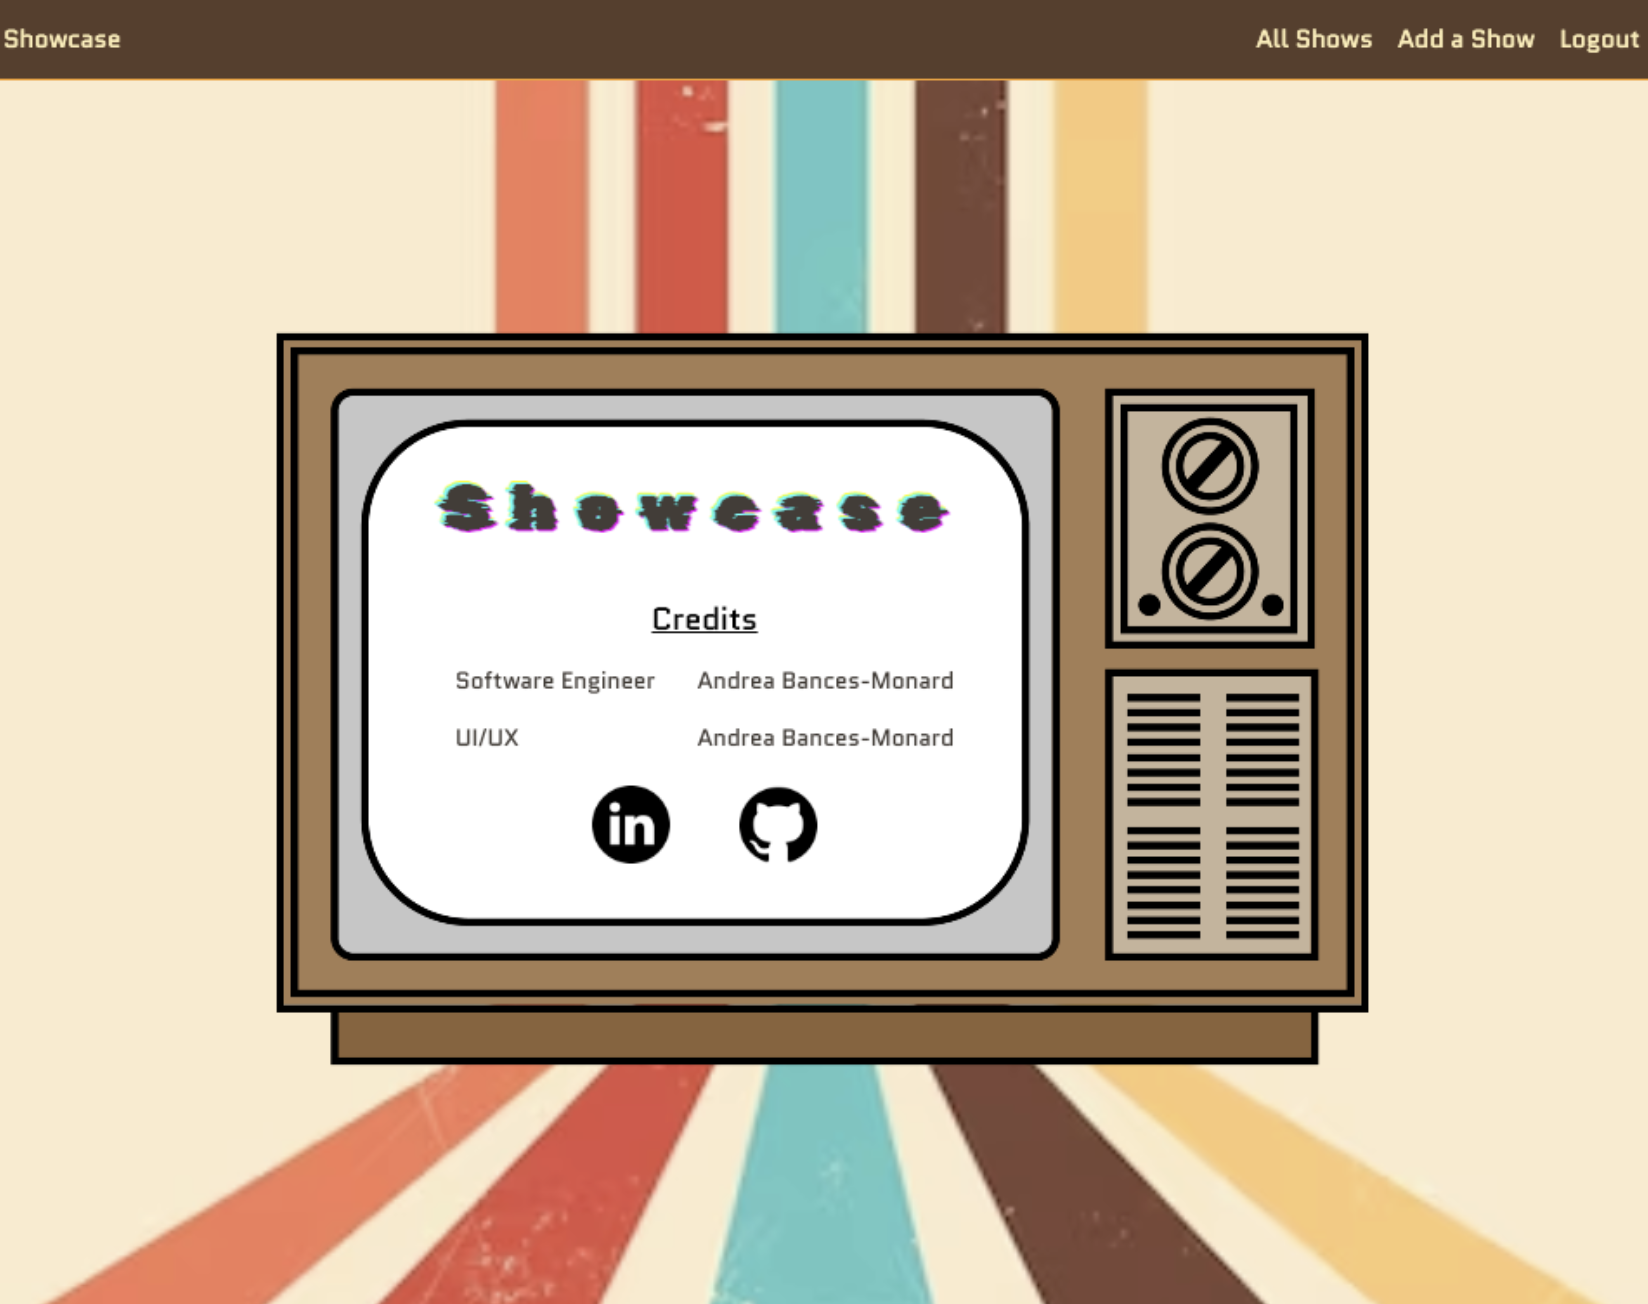 Showcase All Shows Add a Show Logout
Showcase
Credits
Software Engineer Andrea Bances-Monard
UI/UX Andrea Bances-Monard
in